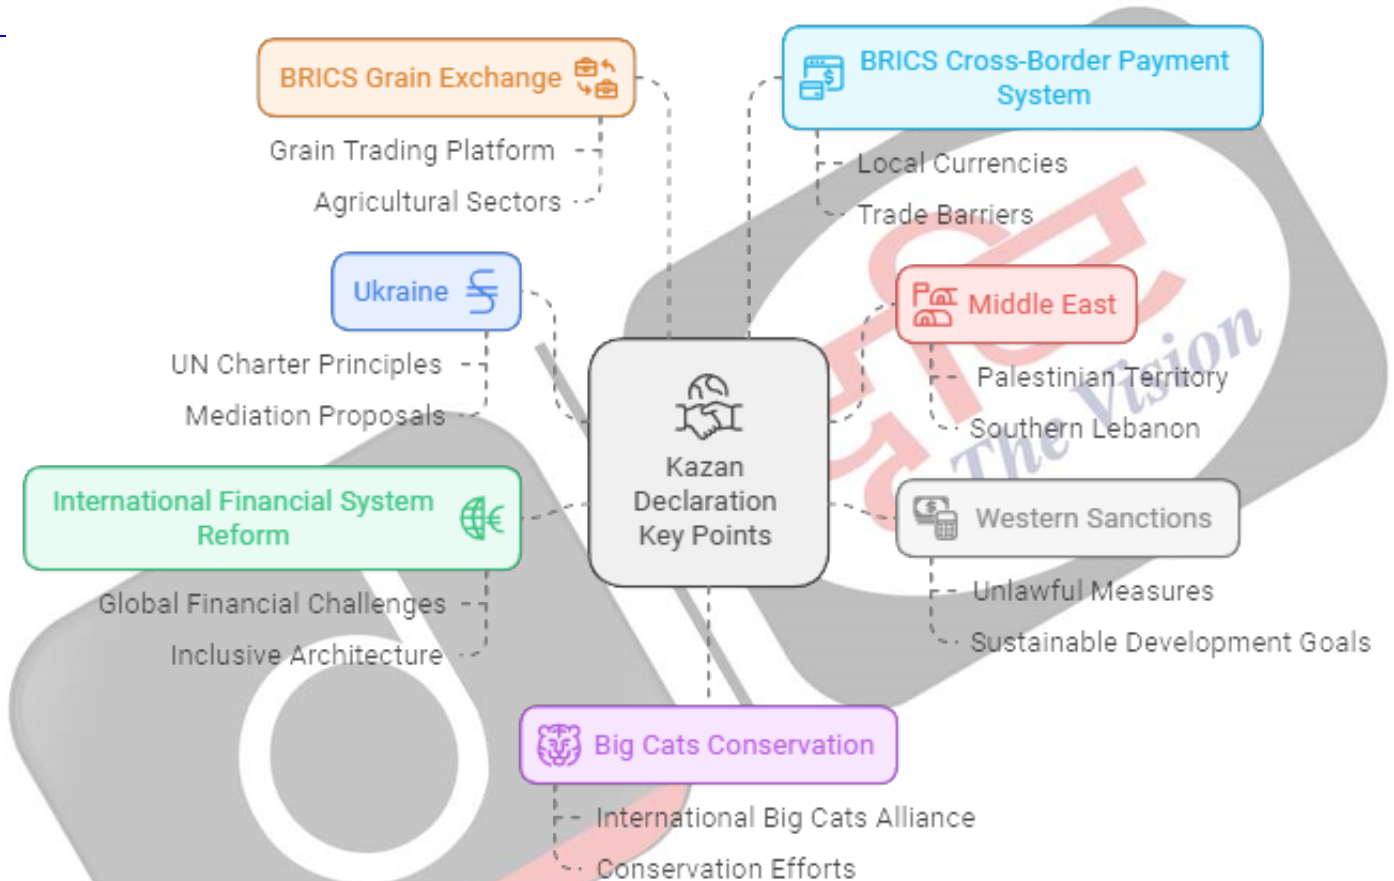 BRICS Grain Exchange
Grain Trading Platform
Agricultural Sectors
BRICS Cross-Border Payment
System
Local Currencies
Trade Barriers
Ukraine
UN Charter Principles
Mediation Proposals
Middle East
Palestinian Territory
Southern Lebanon
Kazan
Declaration
Key Points
International Financial System
Reform
Global Financial Challenges
Inclusive Architecture
Western Sanctions
Unlawful Measures
Sustainable Development Goals
Big Cats Conservation
International Big Cats Alliance
Conservation Efforts
The Vision